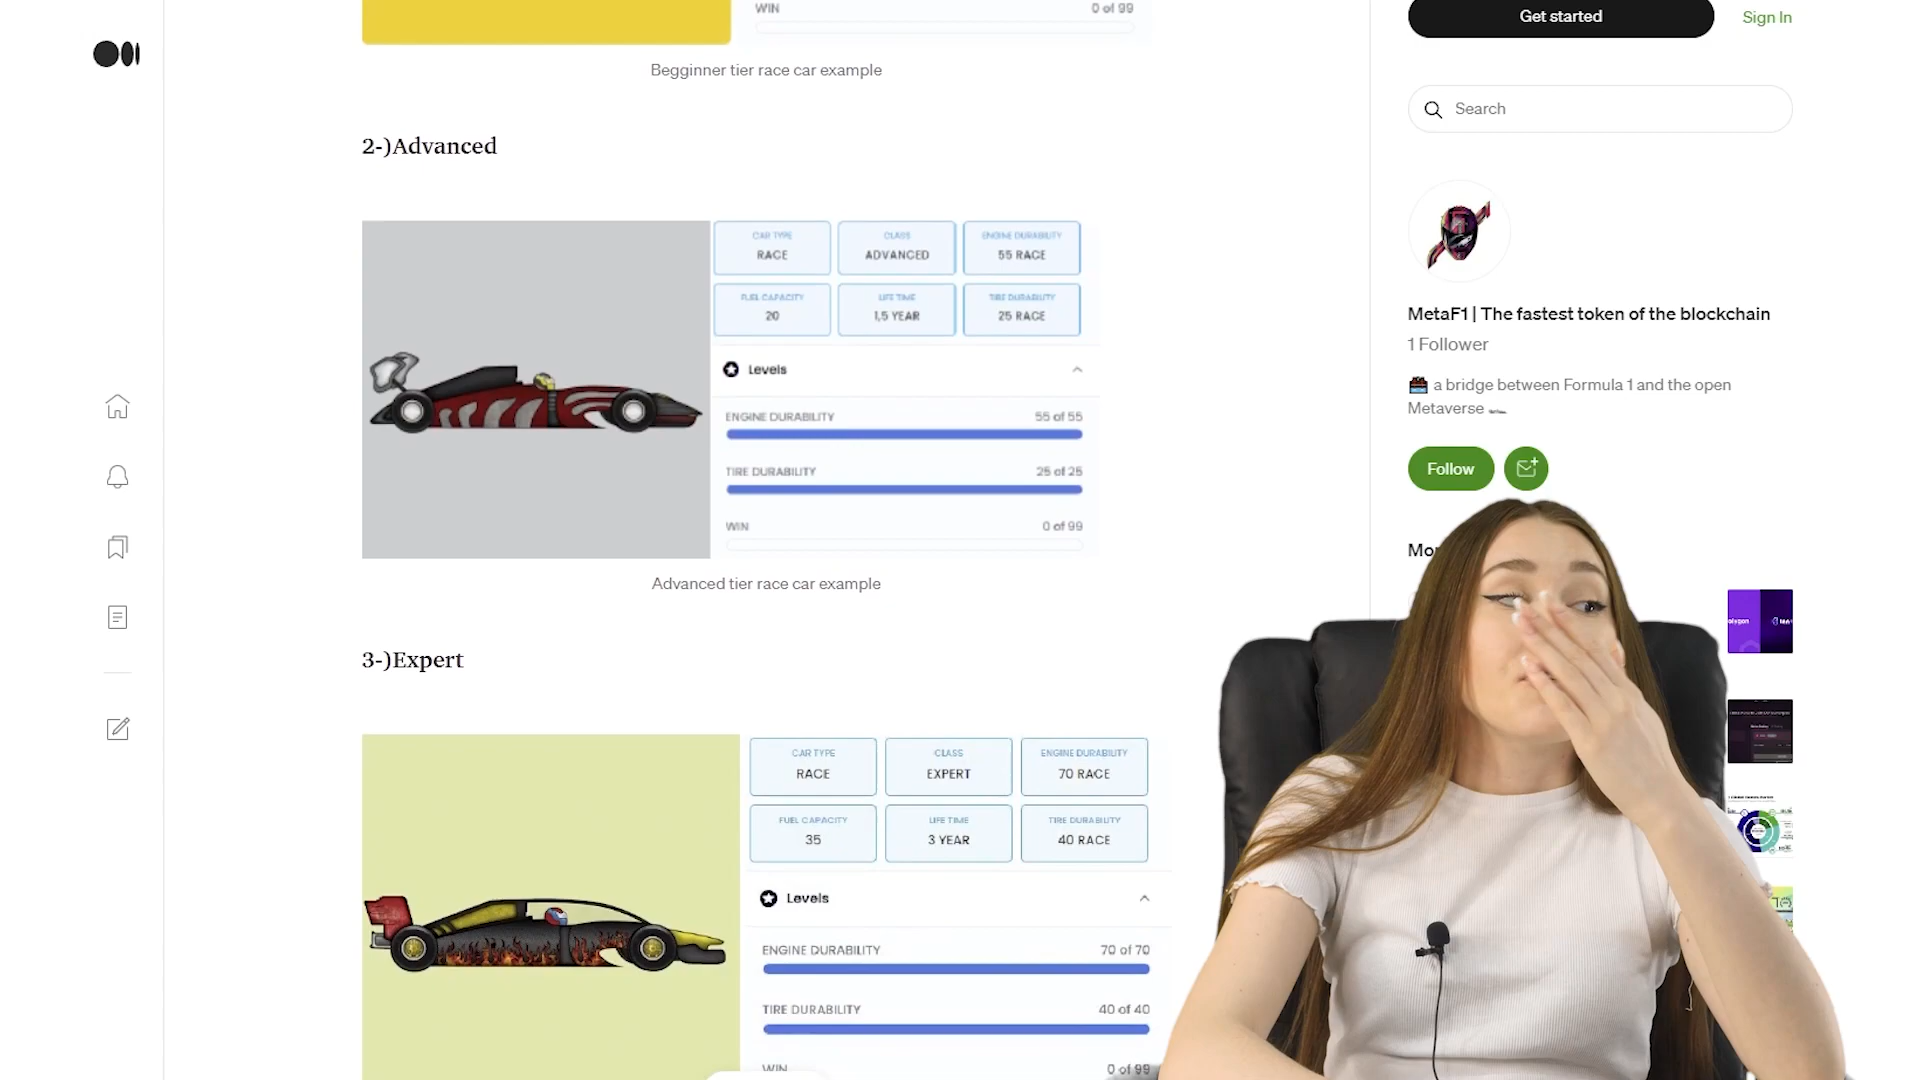 WIN 0 of 99
Begginner tier race car example
2-)Advanced
CAR TYPE CLASS ENGINE DURABILITY
RACE ADVANCED 55 RACE
FUEL CAPACITY LIFE TIME TIRE DURABILITY
20 1,5 YEAR 25 RACE
Levels
ENGINE DURABILITY 55 of 55
TIRE DURABILITY 25 of 25
WIN 0 of 99
Advanced tier race car example
3-)Expert
CAR TYPE CLASS ENGINE DURABILITY
RACE EXPERT 70 RACE
FUEL CAPACITY LIFE TIME TIRE DURABILITY
35 3 YEAR 40 RACE
Levels
ENGINE DURABILITY 70 of 70
TIRE DURABILITY 40 of 40
WIN 0 of 99
Get started Sign In
Search
MetaF1 | The fastest token of the blockchain
1 Follower
a bridge between Formula 1 and the open
Metaverse
Follow